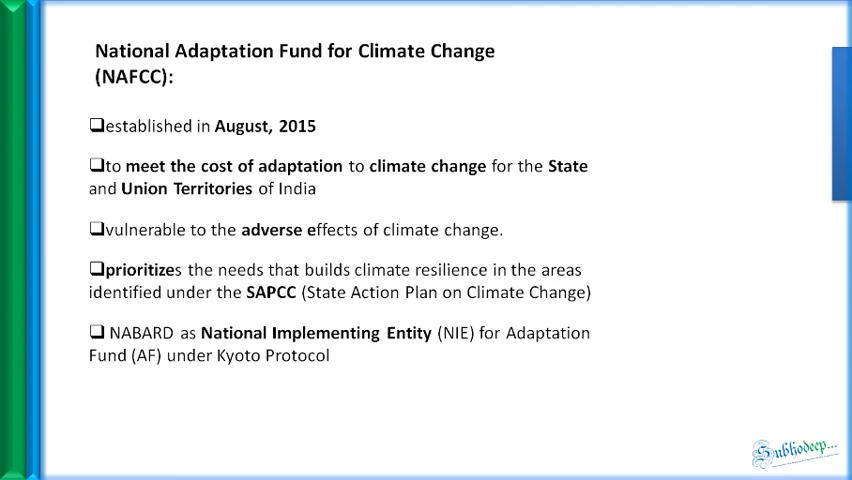 National Adaptation Fund for Climate Change
(NAFCC):
❑established in August, 2015
❑to meet the cost of adaptation to climate change for the State
and Union Territories of India
❑vulnerable to the adverse effects of climate change.
❑prioritizes the needs that builds climate resilience in the areas
identified under the SAPCC (State Action Plan on Climate Change)
❑ NABARD as National Implementing Entity (NIE) for Adaptation
Fund (AF) under Kyoto Protocol
Subhodeep...